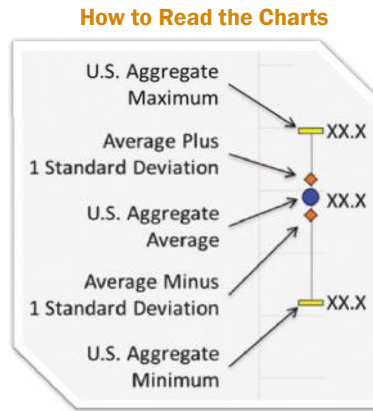 How to Read the Charts
U.S. Aggregate
Maximum
XX.X
Average Plus
1 Standard Deviation
U.S. Aggregate
Average
XX.X
Average Minus
1 Standard Deviation
XX.X
U.S. Aggregate
Minimum